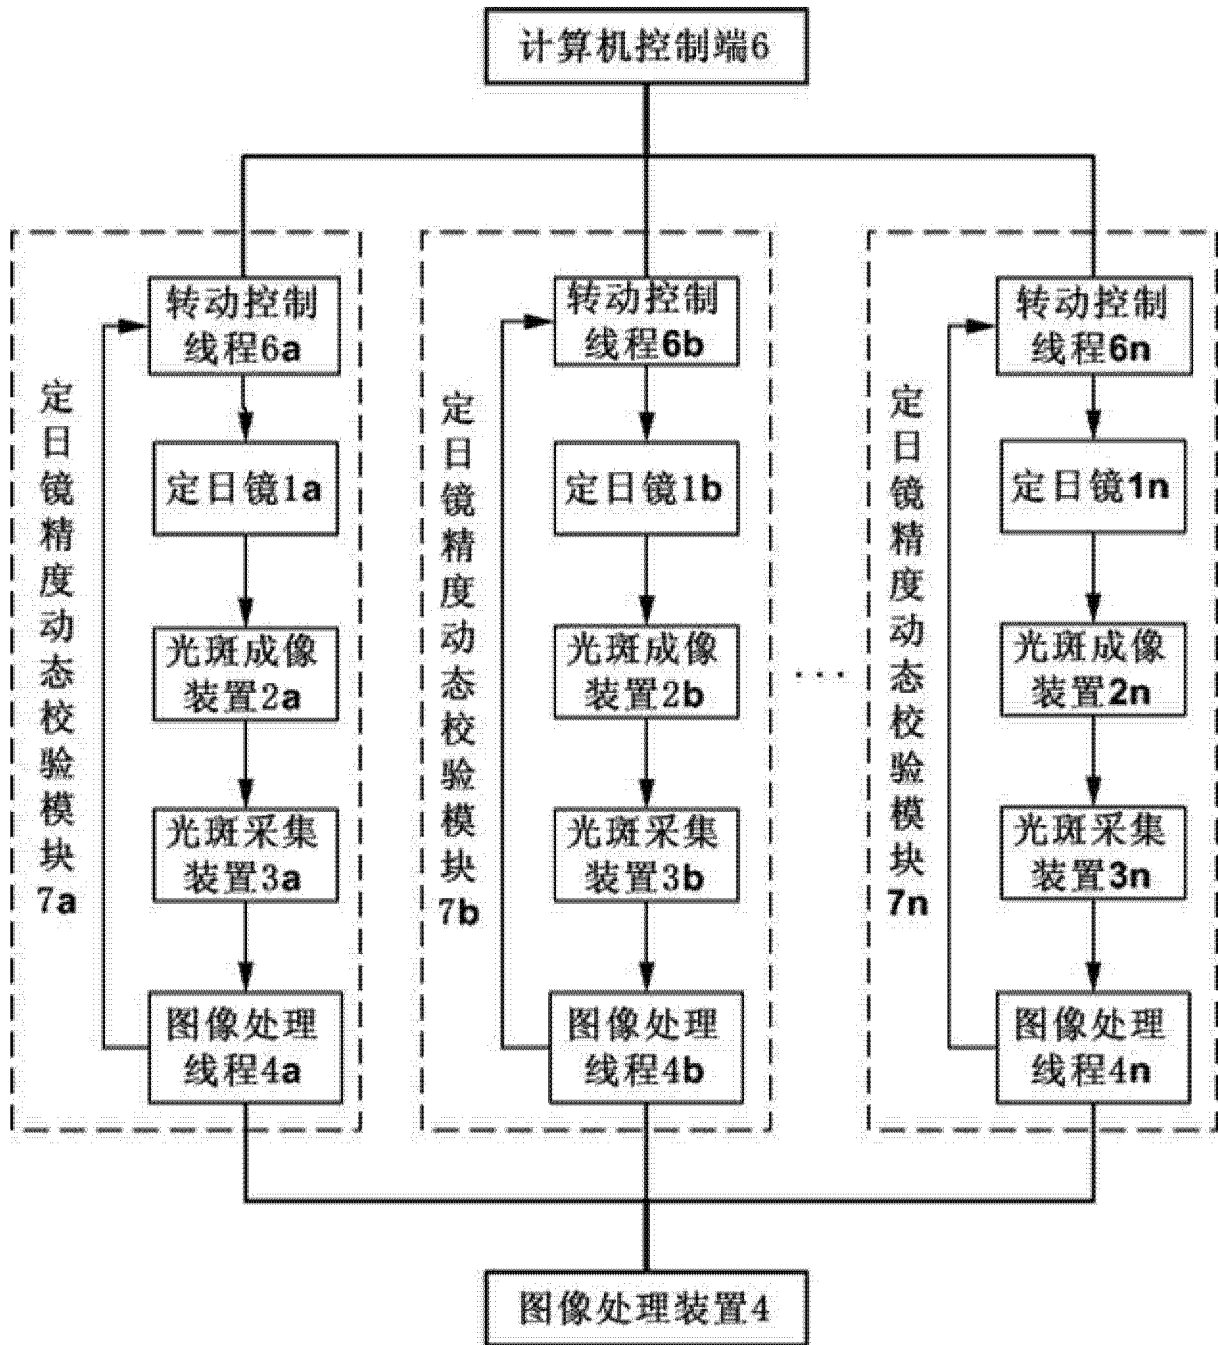 计算机控制端6
转动控制
线程6a
定日镜1a
光斑成像
装置2a
光斑采集
装置3a
图像处理
线程4a
定日镜精度动态校验模块7a
转动控制
线程6b
定日镜1b
光斑成像
装置2b
光斑采集
装置3b
图像处理
线程4b
定日镜精度动态校验模块7b
...
转动控制
线程6n
定日镜1n
光斑成像
装置2n
光斑采集
装置3n
图像处理
线程4n
定日镜精度动态校验模块7n
图像处理装置4